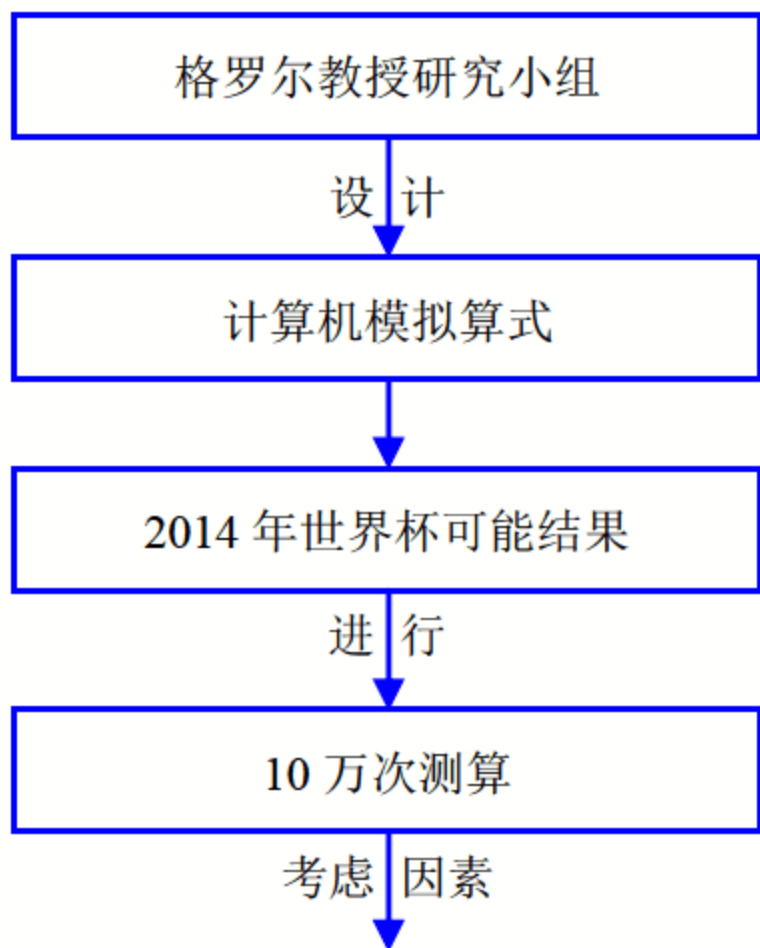 格罗尔教授研究小组
设计
计算机模拟算式
2014 年世界杯可能结果
进行
10 万次测算
考虑因素